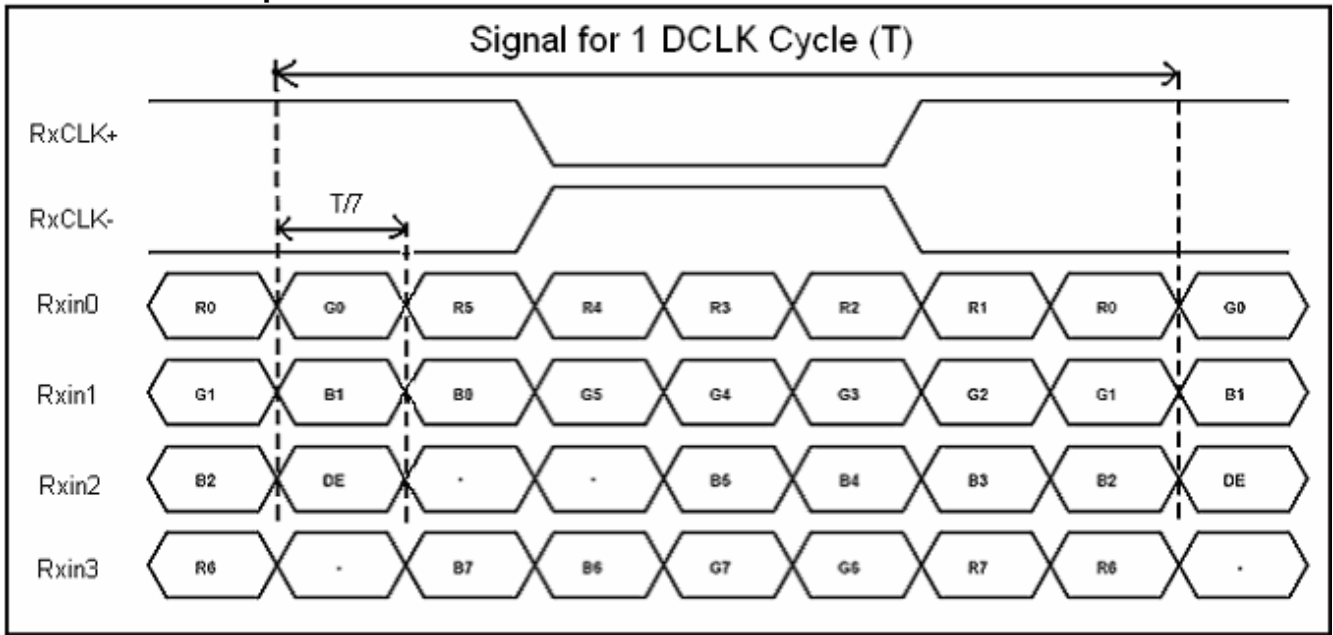 Signal for 1 DCLK Cycle (T)
RxCLK+
RxCLK-
T/7
Rxin0 R0 G0 R5 R4 R3 R2 R1 R0 G0
Rxin1 G1 B1 B0 G5 G4 G3 G2 G1 B1
Rxin2 B2 DE - - B5 B4 B3 B2 DE
Rxin3 R6 - B7 B6 G7 G6 R7 R6 -